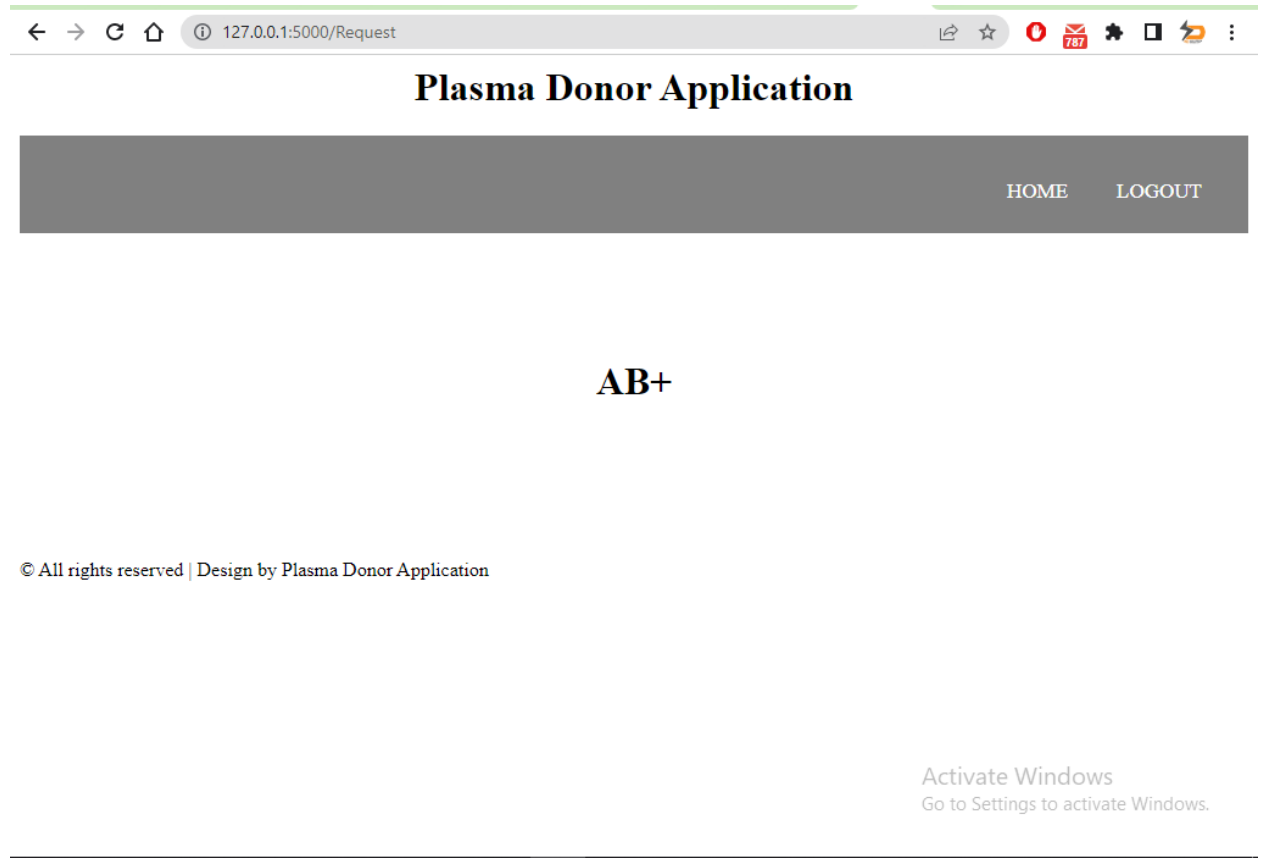 127.0.0.1:5000/Request
787
Plasma Donor Application
HOME LOGOUT
AB+
© All rights reserved | Design by Plasma Donor Application
Activate Windows
Go to Settings to activate Windows.